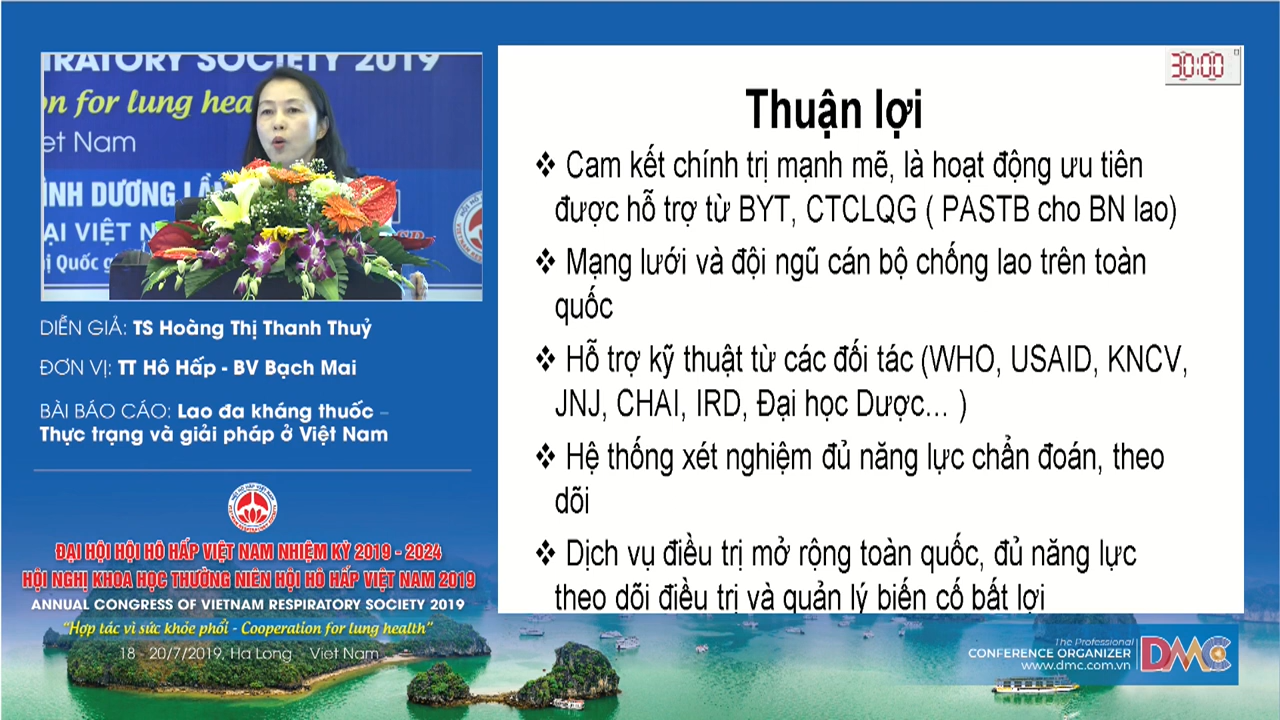 IRATORY SOCIETY 2019
on for lung hea
et Nam
ÍNH DƯƠNG LẦ
ẠI VIỆT N
ị Quốc g
DIỄN GIẢ: TS Hoàng Thị Thanh Thuỷ
ĐƠN VỊ: TT Hô Hấp - BV Bạch Mai
BÀI BÁO CÁO: Lao đa kháng thuốc –
Thực trạng và giải pháp ở Việt Nam
ĐẠI HỘI HỘI HÔ HẤP VIỆT NAM NHIỆM KỲ 2019 - 2024
HỘI NGHỊ KHOA HỌC THƯỜNG NIÊN HỘI HÔ HẤP VIỆT NAM 2019
ANNUAL CONGRESS OF VIETNAM RESPIRATORY SOCIETY 2019
“Hợp tác vì sức khỏe phổi - Cooperation for lung health”
18 - 20/7/2019, Ha Long - Viet Nam
30:00
Thuận lợi
❖ Cam kết chính trị mạnh mẽ, là hoạt động ưu tiên
được hỗ trợ từ BYT, CTCLQG ( PASTB cho BN lao)
❖ Mạng lưới và đội ngũ cán bộ chống lao trên toàn
quốc
❖ Hỗ trợ kỹ thuật từ các đối tác (WHO, USAID, KNCV,
JNJ, CHAI, IRD, Đại học Dược... )
❖ Hệ thống xét nghiệm đủ năng lực chẩn đoán, theo
dõi
❖ Dịch vụ điều trị mở rộng toàn quốc, đủ năng lực
theo dõi điều trị và quản lý biến cố bất lợi
The Professional
CONFERENCE ORGANIZER
www.dmc.com.vn
DMC